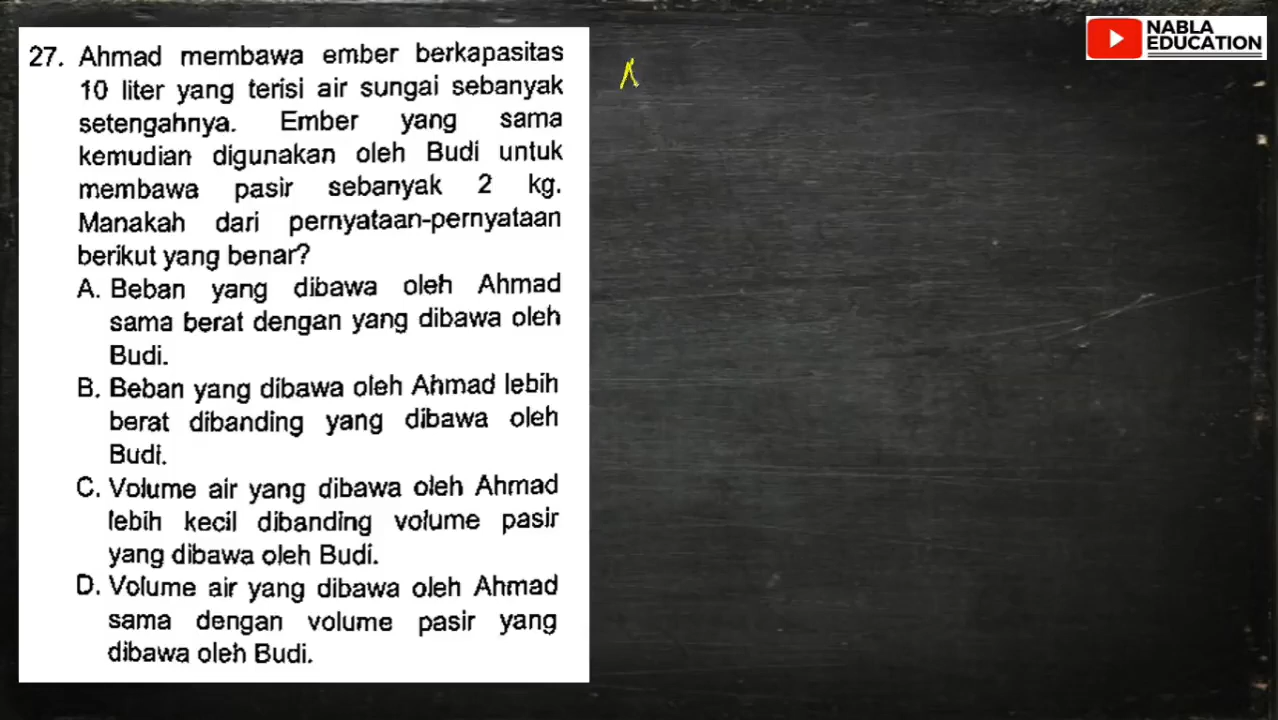 NABLA
EDUCATION
27. Ahmad membawa ember berkapasitas
10 liter yang terisi air sungai sebanyak
setengahnya. Ember yang sama
kemudian digunakan oleh Budi untuk
membawa pasir sebanyak 2 kg.
Manakah dari pernyataan-pernyataan
berikut yang benar?
A. Beban yang dibawa oleh Ahmad
sama berat dengan yang dibawa oleh
Budi.
B. Beban yang dibawa oleh Ahmad lebih
berat dibanding yang dibawa oleh
Budi.
C. Volume air yang dibawa oleh Ahmad
lebih kecil dibanding volume pasir
yang dibawa oleh Budi.
D. Volume air yang dibawa oleh Ahmad
sama dengan volume pasir yang
dibawa oleh Budi.